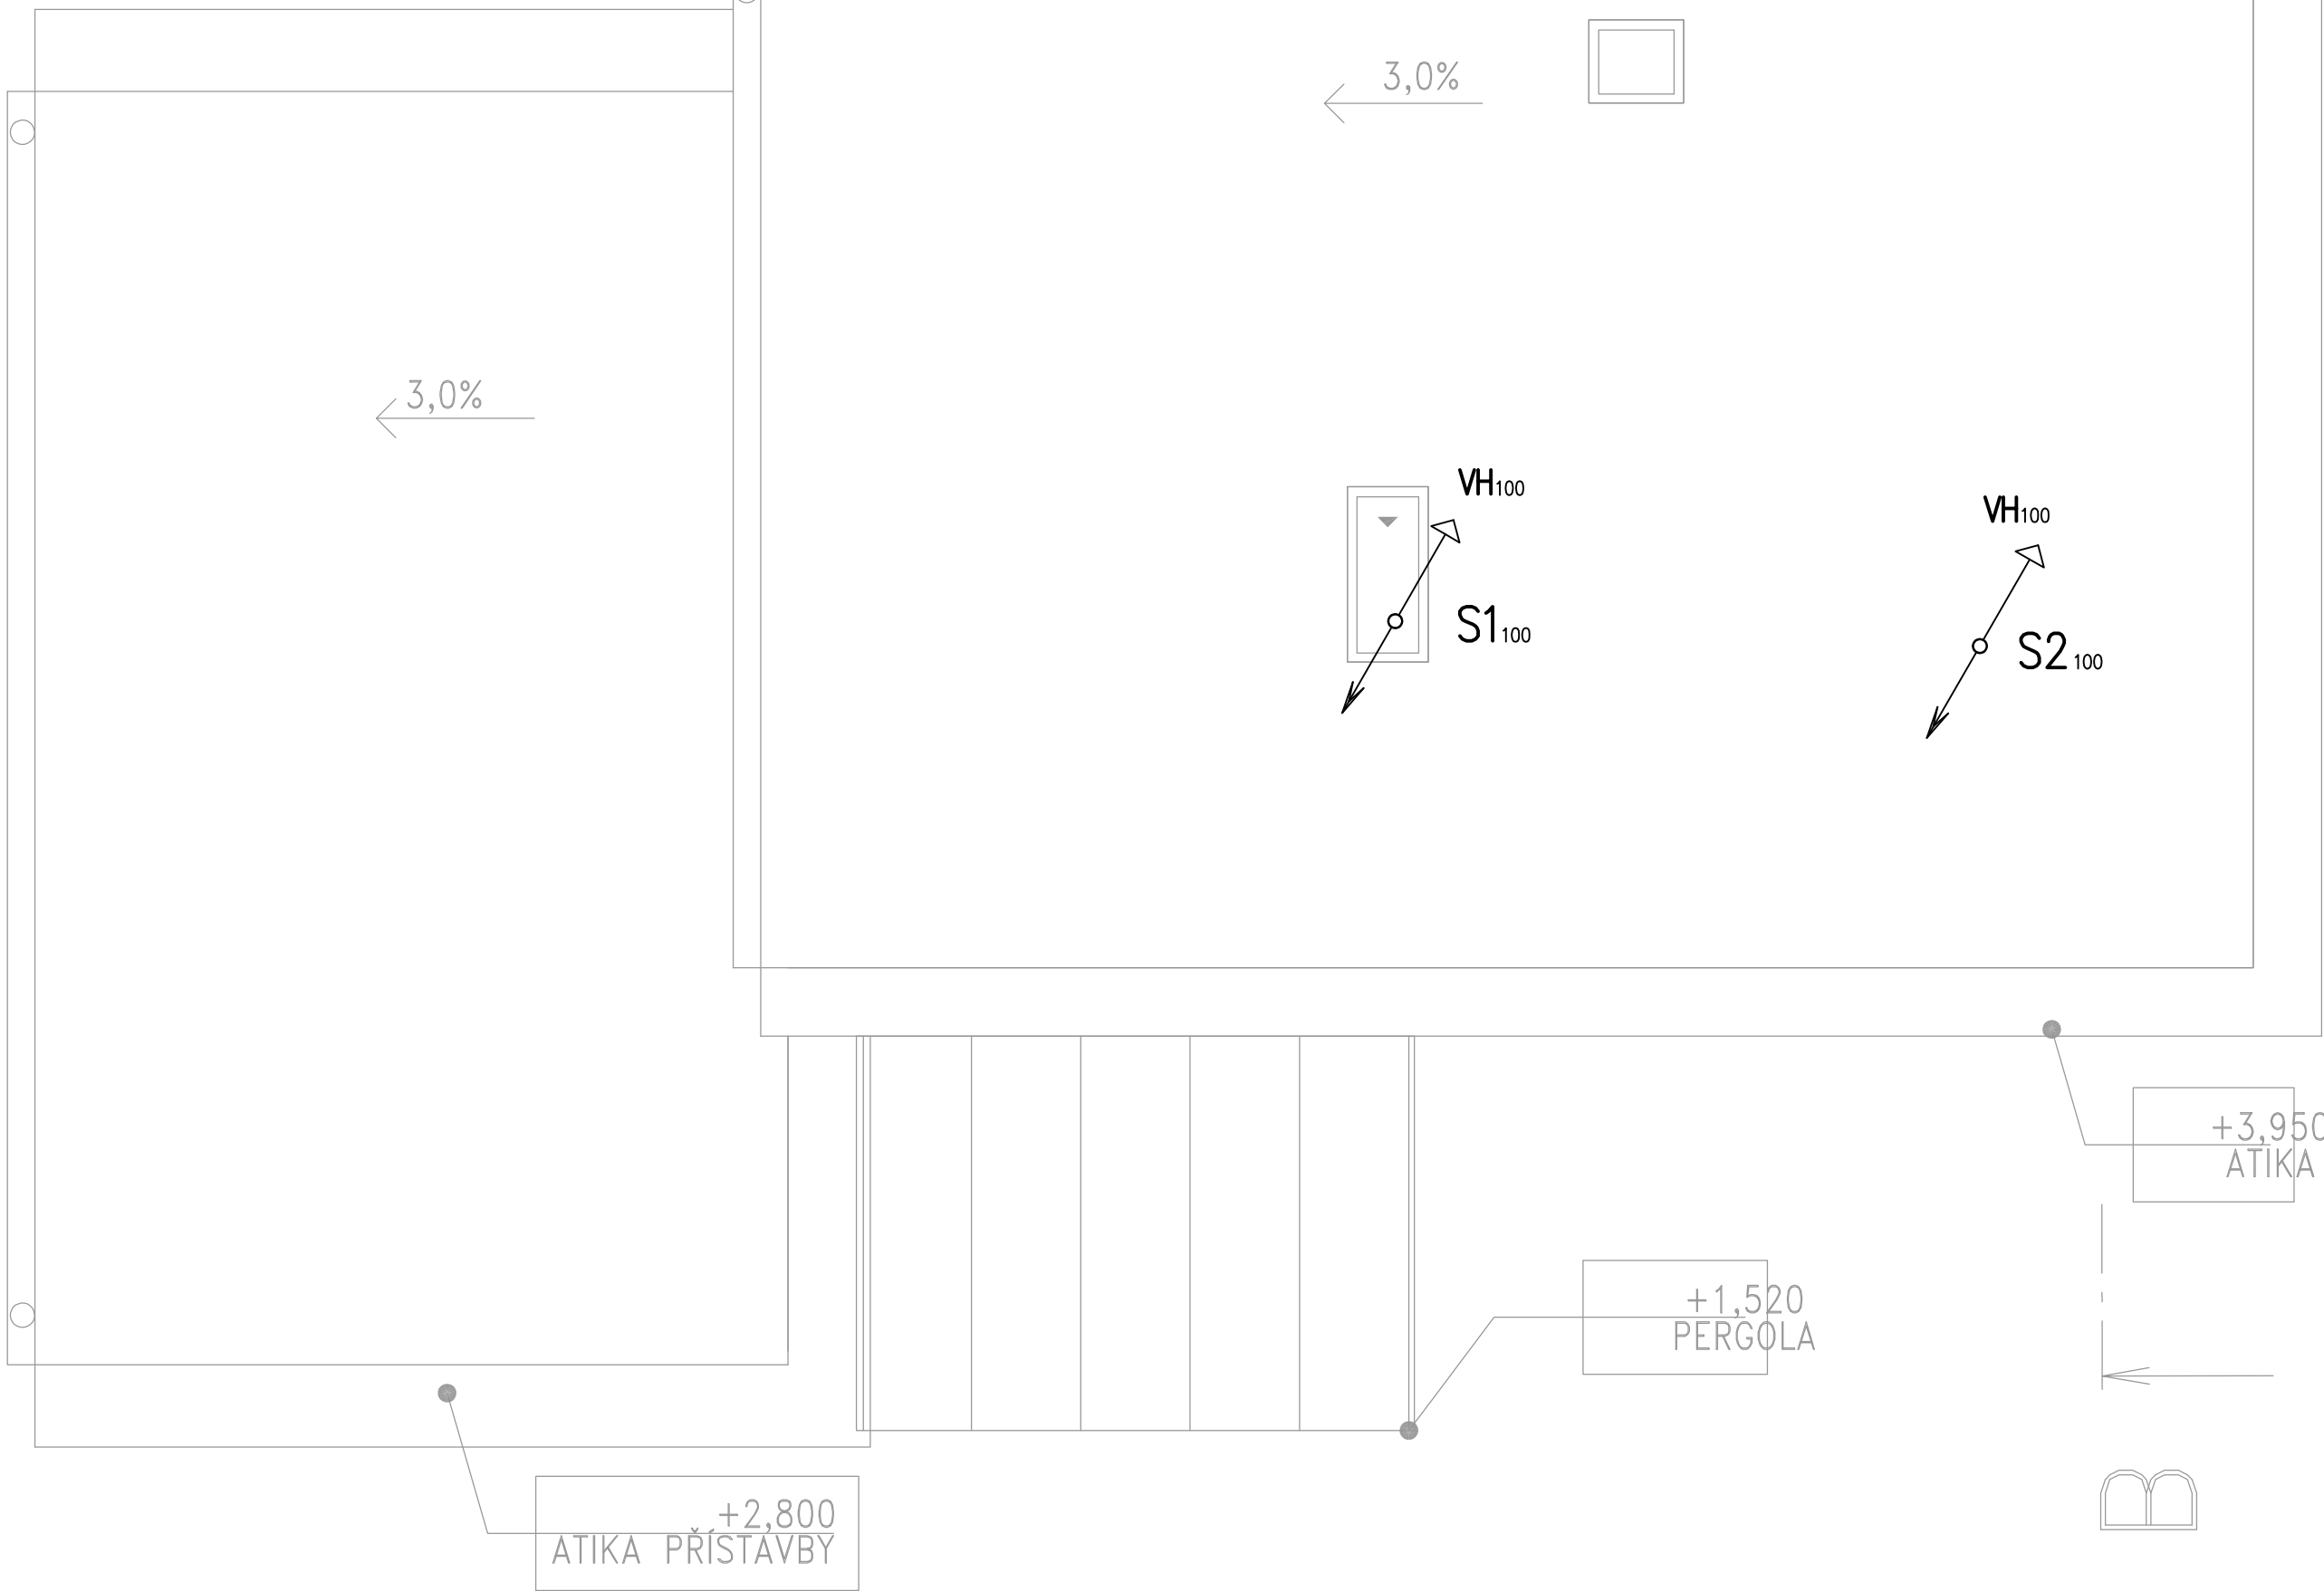 3,0%
3,0%
VH100
VH100
S1100
S2100
+3,950
ATIKA
+1,520
PERGOLA
B
+2,800
ATIKA PŘÍSTAVBY